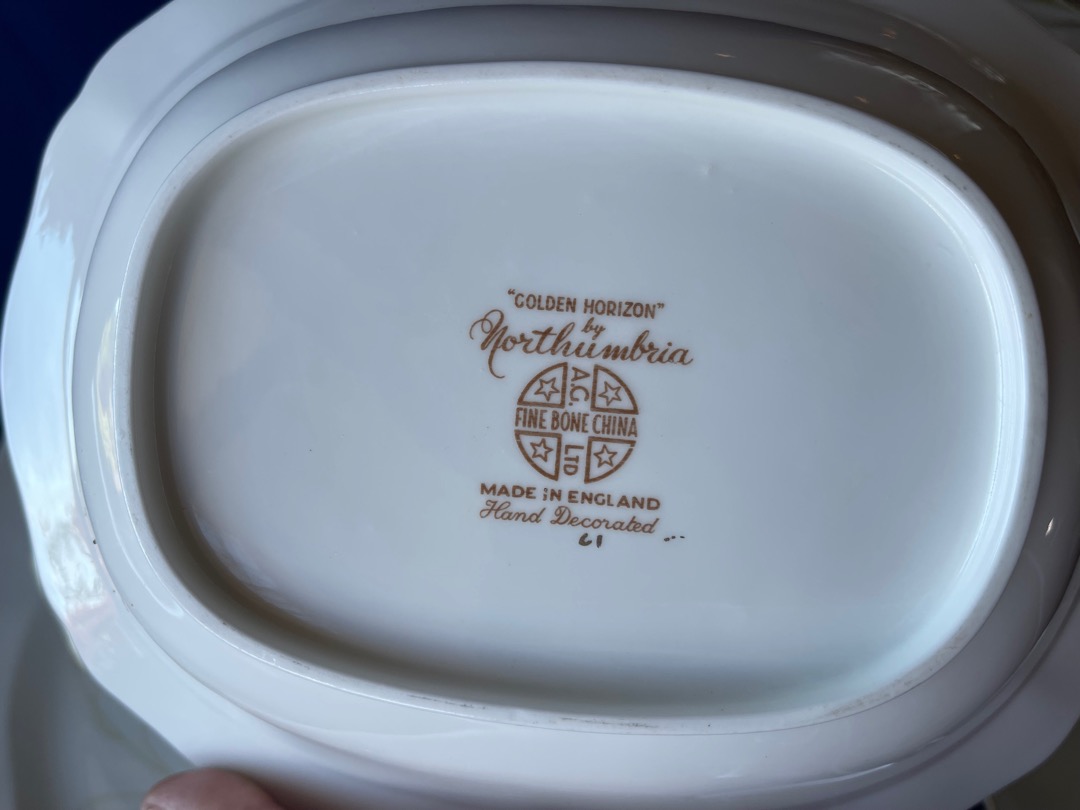 "GOLDEN HORIZON"
by
Northumbria
A.C.
FINE BONE CHINA
LTD
MADE IN ENGLAND
Hand Decorated
61